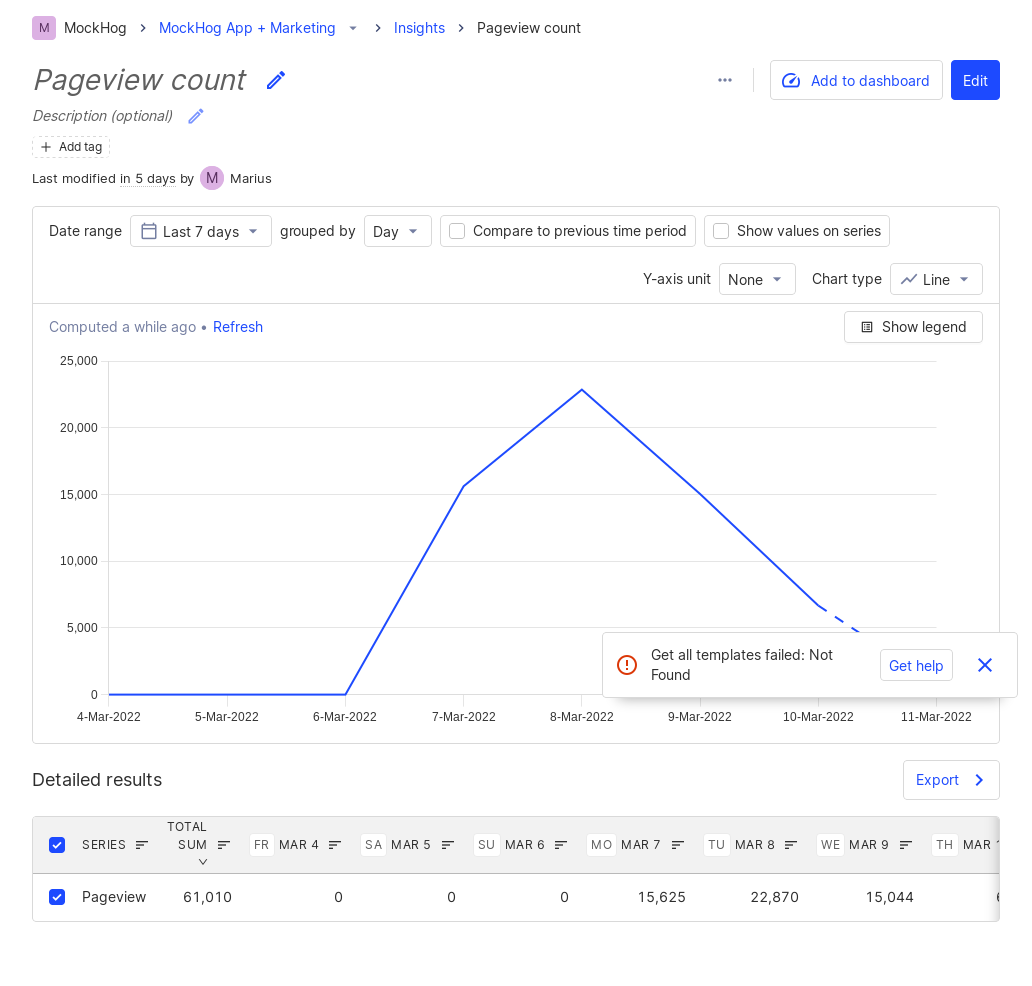 M MockHog MockHog App + Marketing Insights Pageview count
Pageview count
Add to dashboard Edit
Description (optional)
Add tag
Last modified in 5 days by M Marius
Date range Last 7 days grouped by Day Compare to previous time period Show values on series
Y-axis unit None Chart type Line
Computed a while ago • Refresh Show legend
25,000
20,000
15,000
10,000
5,000
0
Get all templates failed: Not
Found
Get help
4-Mar-2022 5-Mar-2022 6-Mar-2022 7-Mar-2022 8-Mar-2022 9-Mar-2022 10-Mar-2022 11-Mar-2022
Detailed results Export
SERIES TOTAL
SUM FR MAR 4 SA MAR 5 SU MAR 6 MO MAR 7 TU MAR 8 WE MAR 9 TH MAR
Pageview 61,010 0 0 0 15,625 22,870 15,044